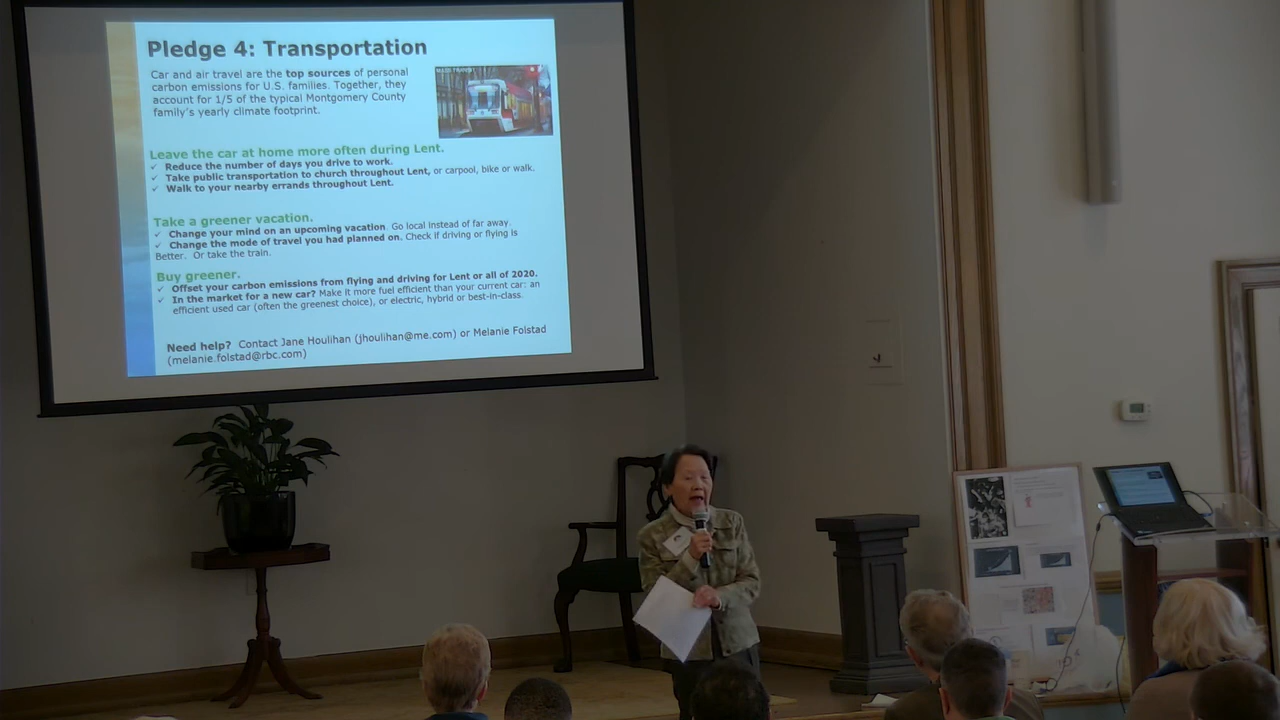 Pledge 4: Transportation
Car and air travel are the top sources of personal
carbon emissions for U.S. families. Together, they
account for 1/5 of the typical Montgomery County
family's yearly climate footprint.
Leave the car at home more often during Lent.
✓ Reduce the number of days you drive to work.
✓ Take public transportation to church throughout Lent, or carpool, bike or walk.
✓ Walk to your nearby errands throughout Lent.
Take a greener vacation.
✓ Change your mind on an upcoming vacation. Go local instead of far away.
✓ Change the mode of travel you had planned on. Check if driving or flying is
Better. Or take the train.
Buy greener.
✓ Offset your carbon emissions from flying and driving for Lent or all of 2020.
✓ In the market for a new car? Make it more fuel efficient than your current car: an
efficient used car (often the greenest choice), or electric, hybrid or best-in-class.
Need help? Contact Jane Houlihan (jhoulihan@me.com) or Melanie Folstad
(melanie.folstad@rbc.com)